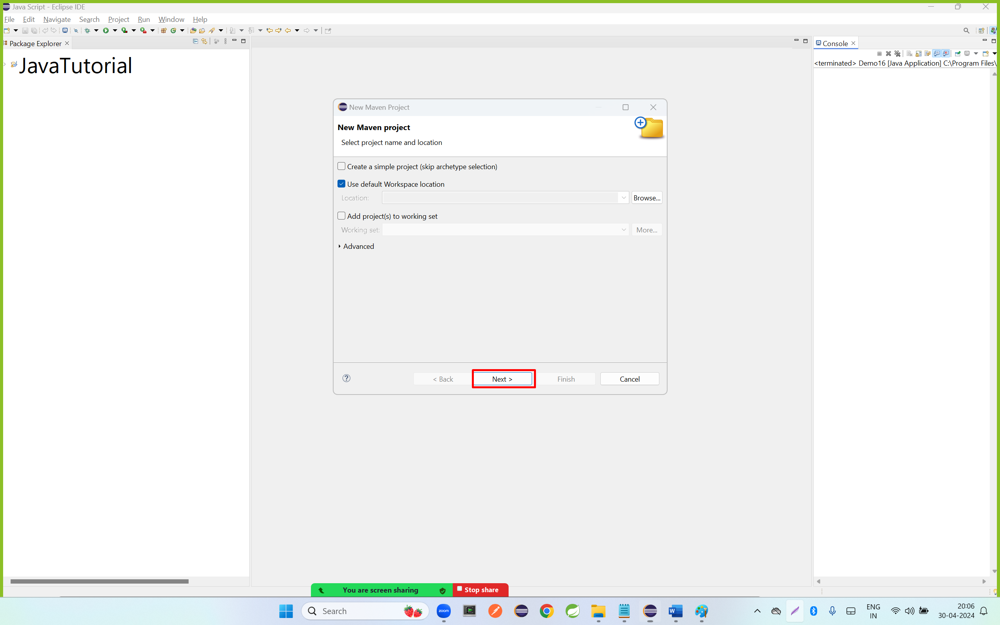 Java Script - Eclipse IDE
File Edit Navigate Search Project Run Window Help
Package Explorer
JavaTutorial
Console
<terminated> Demo16 [Java Application] C:\Program Files\
New Maven Project
New Maven project
Select project name and location
Create a simple project (skip archetype selection)
Use default Workspace location
Location:
Browse...
Add project(s) to working set
Working set:
More...
Advanced
< Back
Next >
Finish
Cancel
You are screen sharing
Stop share
Search
zoom
W
ENG
IN
20:06
30-04-2024